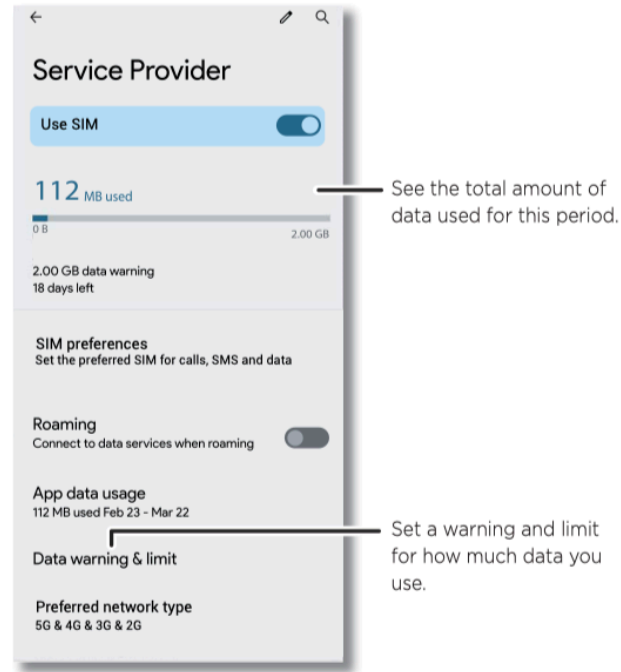 Service Provider
Use SIM
112 MB used
0 B
2.00 GB
2.00 GB data warning
18 days left
SIM preferences
Set the preferred SIM for calls, SMS and data
Roaming
Connect to data services when roaming
App data usage
112 MB used Feb 23 - Mar 22
Data warning & limit
Preferred network type
5G & 4G & 3G & 2G
See the total amount of
data used for this period.
Set a warning and limit
for how much data you
use.